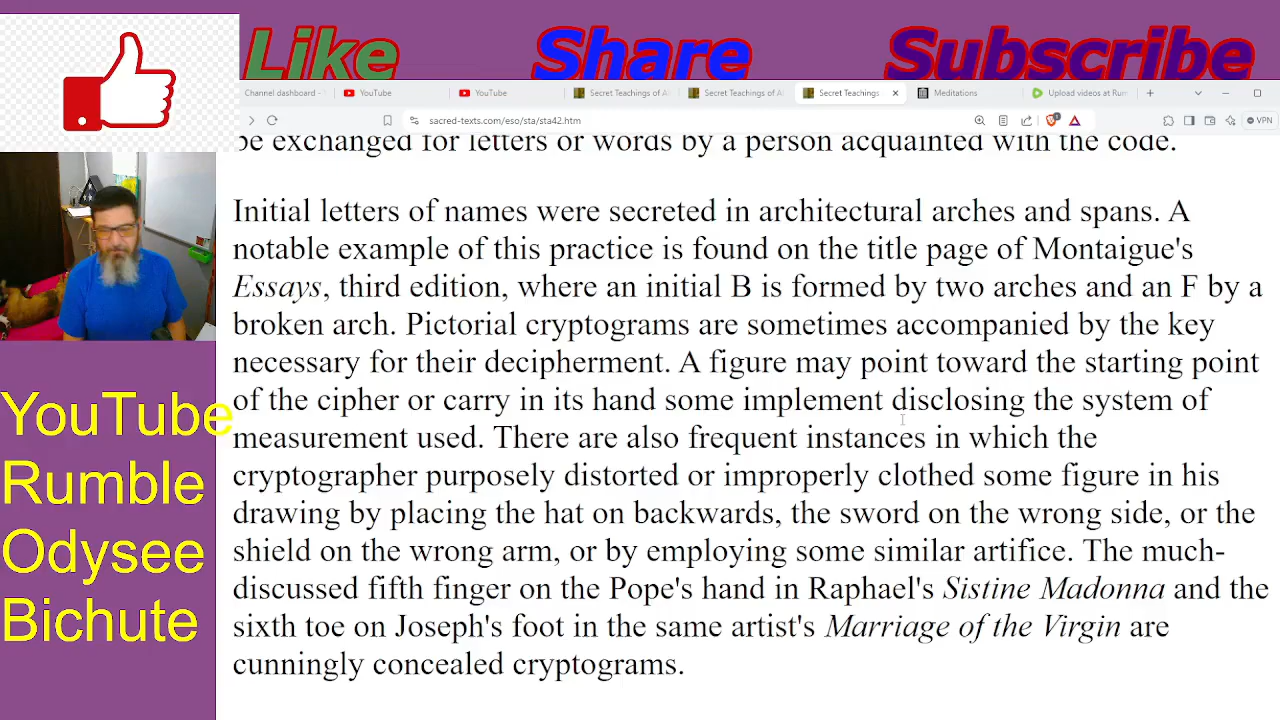 Like Share Subscribe
Channel dashboard -
YouTube
YouTube
Secret Teachings of A
Secret Teachings of A
Secret Teachings
Meditations
Upload videos at Rum
sacred-texts.com/eso/sta/sta42.htm
VPN
be exchanged for letters or words by a person acquainted with the code.
Initial letters of names were secreted in architectural arches and spans. A
notable example of this practice is found on the title page of Montaigue's
Essays, third edition, where an initial B is formed by two arches and an F by a
broken arch. Pictorial cryptograms are sometimes accompanied by the key
necessary for their decipherment. A figure may point toward the starting point
of the cipher or carry in its hand some implement disclosing the system of
measurement used. There are also frequent instances in which the
cryptographer purposely distorted or improperly clothed some figure in his
drawing by placing the hat on backwards, the sword on the wrong side, or the
shield on the wrong arm, or by employing some similar artifice. The much-
discussed fifth finger on the Pope's hand in Raphael's Sistine Madonna and the
sixth toe on Joseph's foot in the same artist's Marriage of the Virgin are
cunningly concealed cryptograms.
YouTube
Rumble
Odysee
Bichute